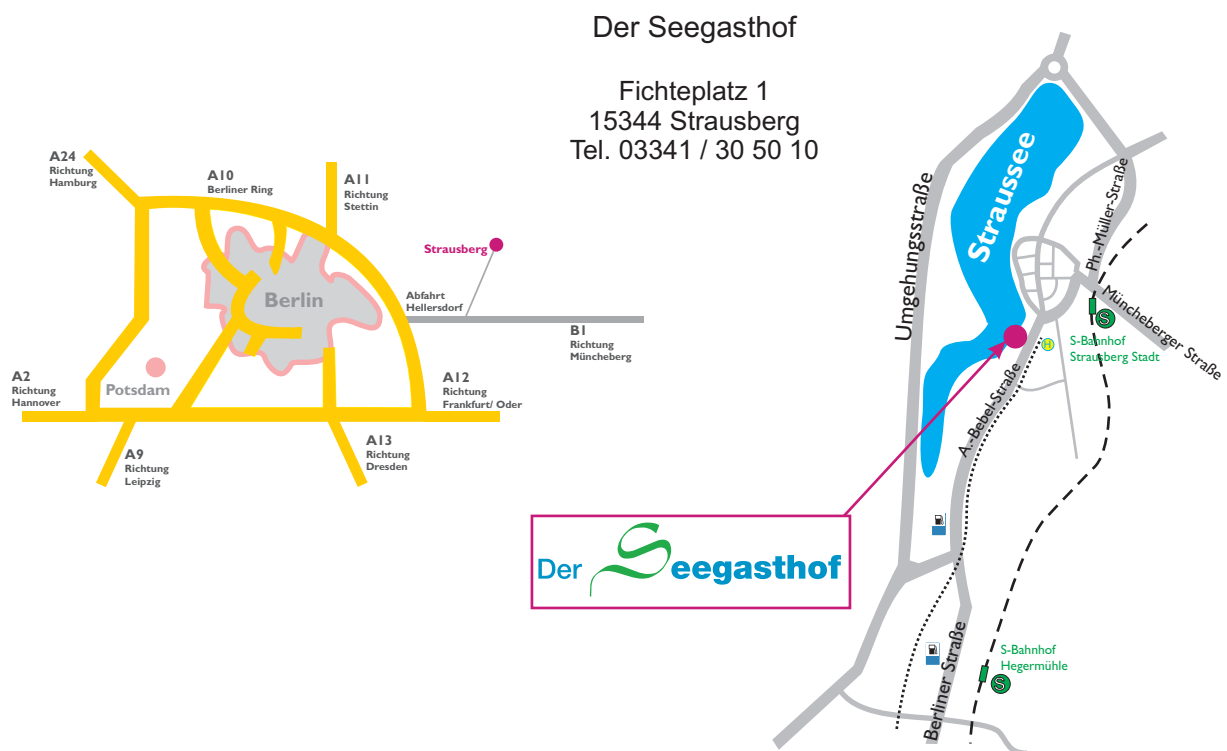 Der Seegasthof
Fichteplatz 1
15344 Strausberg
Tel. 03341 / 30 50 10
A24
Richtung
Hamburg
A10
Berliner Ring
A11
Richtung
Stettin
Strausberg
Berlin
Abfahrt
Hellersdorf
B1
Richtung
Müncheberg
Potsdam
A2
Richtung
Hannover
A12
Richtung
Frankfurt/ Oder
A9
Richtung
Leipzig
A13
Richtung
Dresden
Straussee
Umgehungsstraße
Ph.-Müller-Straße
Müncheberger Straße
S
S-Bahnhof
Strausberg Stadt
H
A.-Bebel-Straße
Der Seegasthof
Berliner Straße
S-Bahnhof
Hegermühle
S